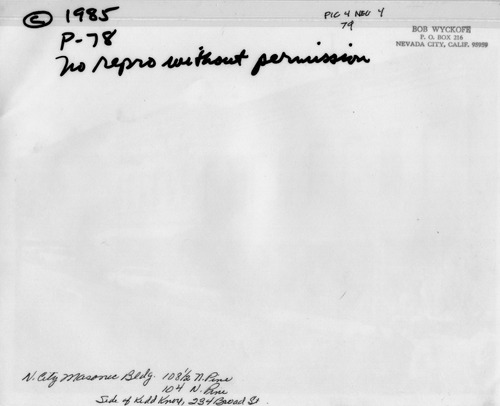 © 1985
P-78
No repro without permission
PIC 4 NEG 4
79
BOB WYCKOFF
P. O. BOX 216
NEVADA CITY, CALIF. 95959
N. City Masonic Bldg. 108½ N. Pine
104 N. Pine
Side of Kidd Knox, 234 Broad St.